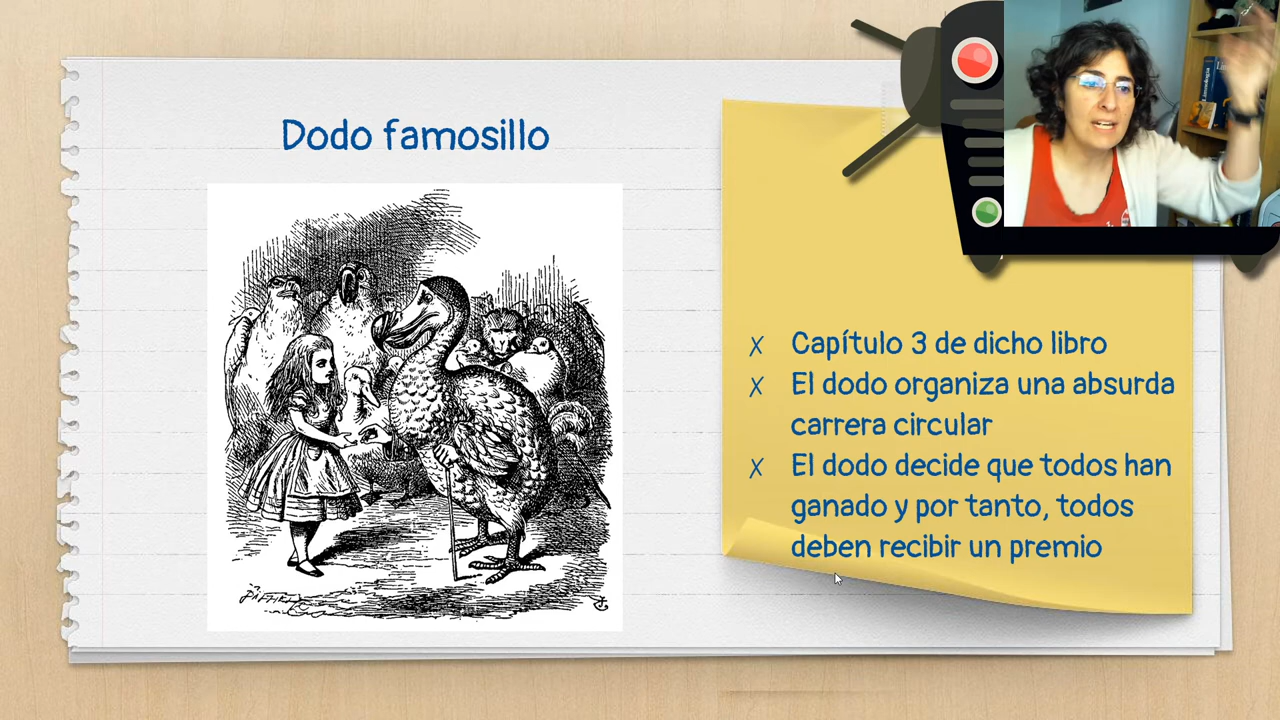 Dodo famosillo
X Capítulo 3 de dicho libro
X El dodo organiza una absurda
carrera circular
X El dodo decide que todos han
ganado y por tanto, todos
deben recibir un premio